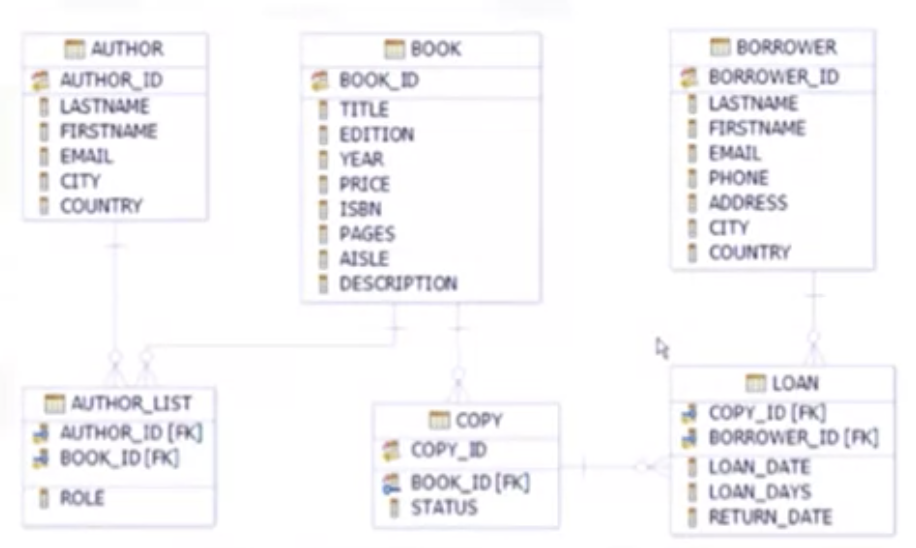 AUTHOR
AUTHOR_ID
LASTNAME
FIRSTNAME
EMAIL
CITY
COUNTRY
BOOK
BOOK_ID
TITLE
EDITION
YEAR
PRICE
ISBN
PAGES
AISLE
DESCRIPTION
BORROWER
BORROWER_ID
LASTNAME
FIRSTNAME
EMAIL
PHONE
ADDRESS
CITY
COUNTRY
AUTHOR_LIST
AUTHOR_ID [FK]
BOOK_ID [FK]
ROLE
COPY
COPY_ID
BOOK_ID [FK]
STATUS
LOAN
COPY_ID [FK]
BORROWER_ID [FK]
LOAN_DATE
LOAN_DAYS
RETURN_DATE